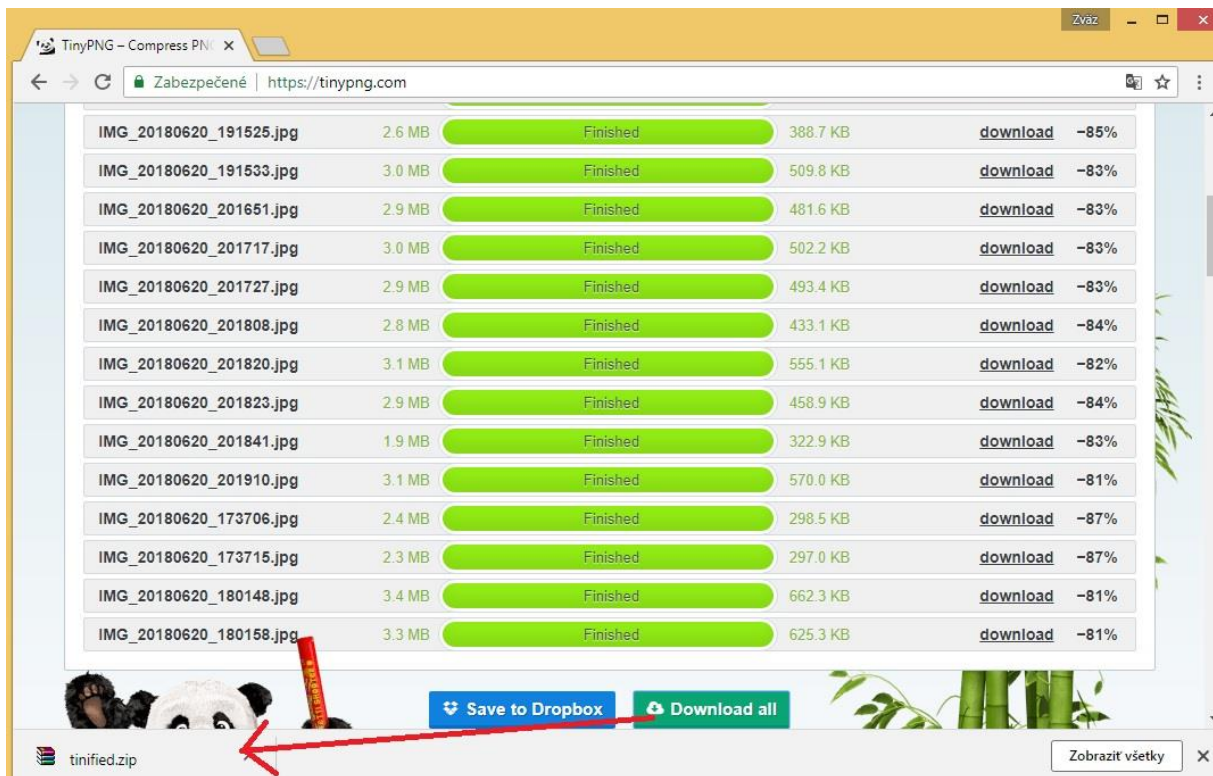 Zväz
TinyPNG – Compress PN
Zabezpečené | https://tinypng.com
IMG_20180620_191525.jpg 2.6 MB Finished 388.7 KB download −85%
IMG_20180620_191533.jpg 3.0 MB Finished 509.8 KB download −83%
IMG_20180620_201651.jpg 2.9 MB Finished 481.6 KB download −83%
IMG_20180620_201717.jpg 3.0 MB Finished 502.2 KB download −83%
IMG_20180620_201727.jpg 2.9 MB Finished 493.4 KB download −83%
IMG_20180620_201808.jpg 2.8 MB Finished 433.1 KB download −84%
IMG_20180620_201820.jpg 3.1 MB Finished 555.1 KB download −82%
IMG_20180620_201823.jpg 2.9 MB Finished 458.9 KB download −84%
IMG_20180620_201841.jpg 1.9 MB Finished 322.9 KB download −83%
IMG_20180620_201910.jpg 3.1 MB Finished 570.0 KB download −81%
IMG_20180620_173706.jpg 2.4 MB Finished 298.5 KB download −87%
IMG_20180620_173715.jpg 2.3 MB Finished 297.0 KB download −87%
IMG_20180620_180148.jpg 3.4 MB Finished 662.3 KB download −81%
IMG_20180620_180158.jpg 3.3 MB Finished 625.3 KB download −81%
Save to Dropbox Download all
tinified.zip Zobraziť všetky